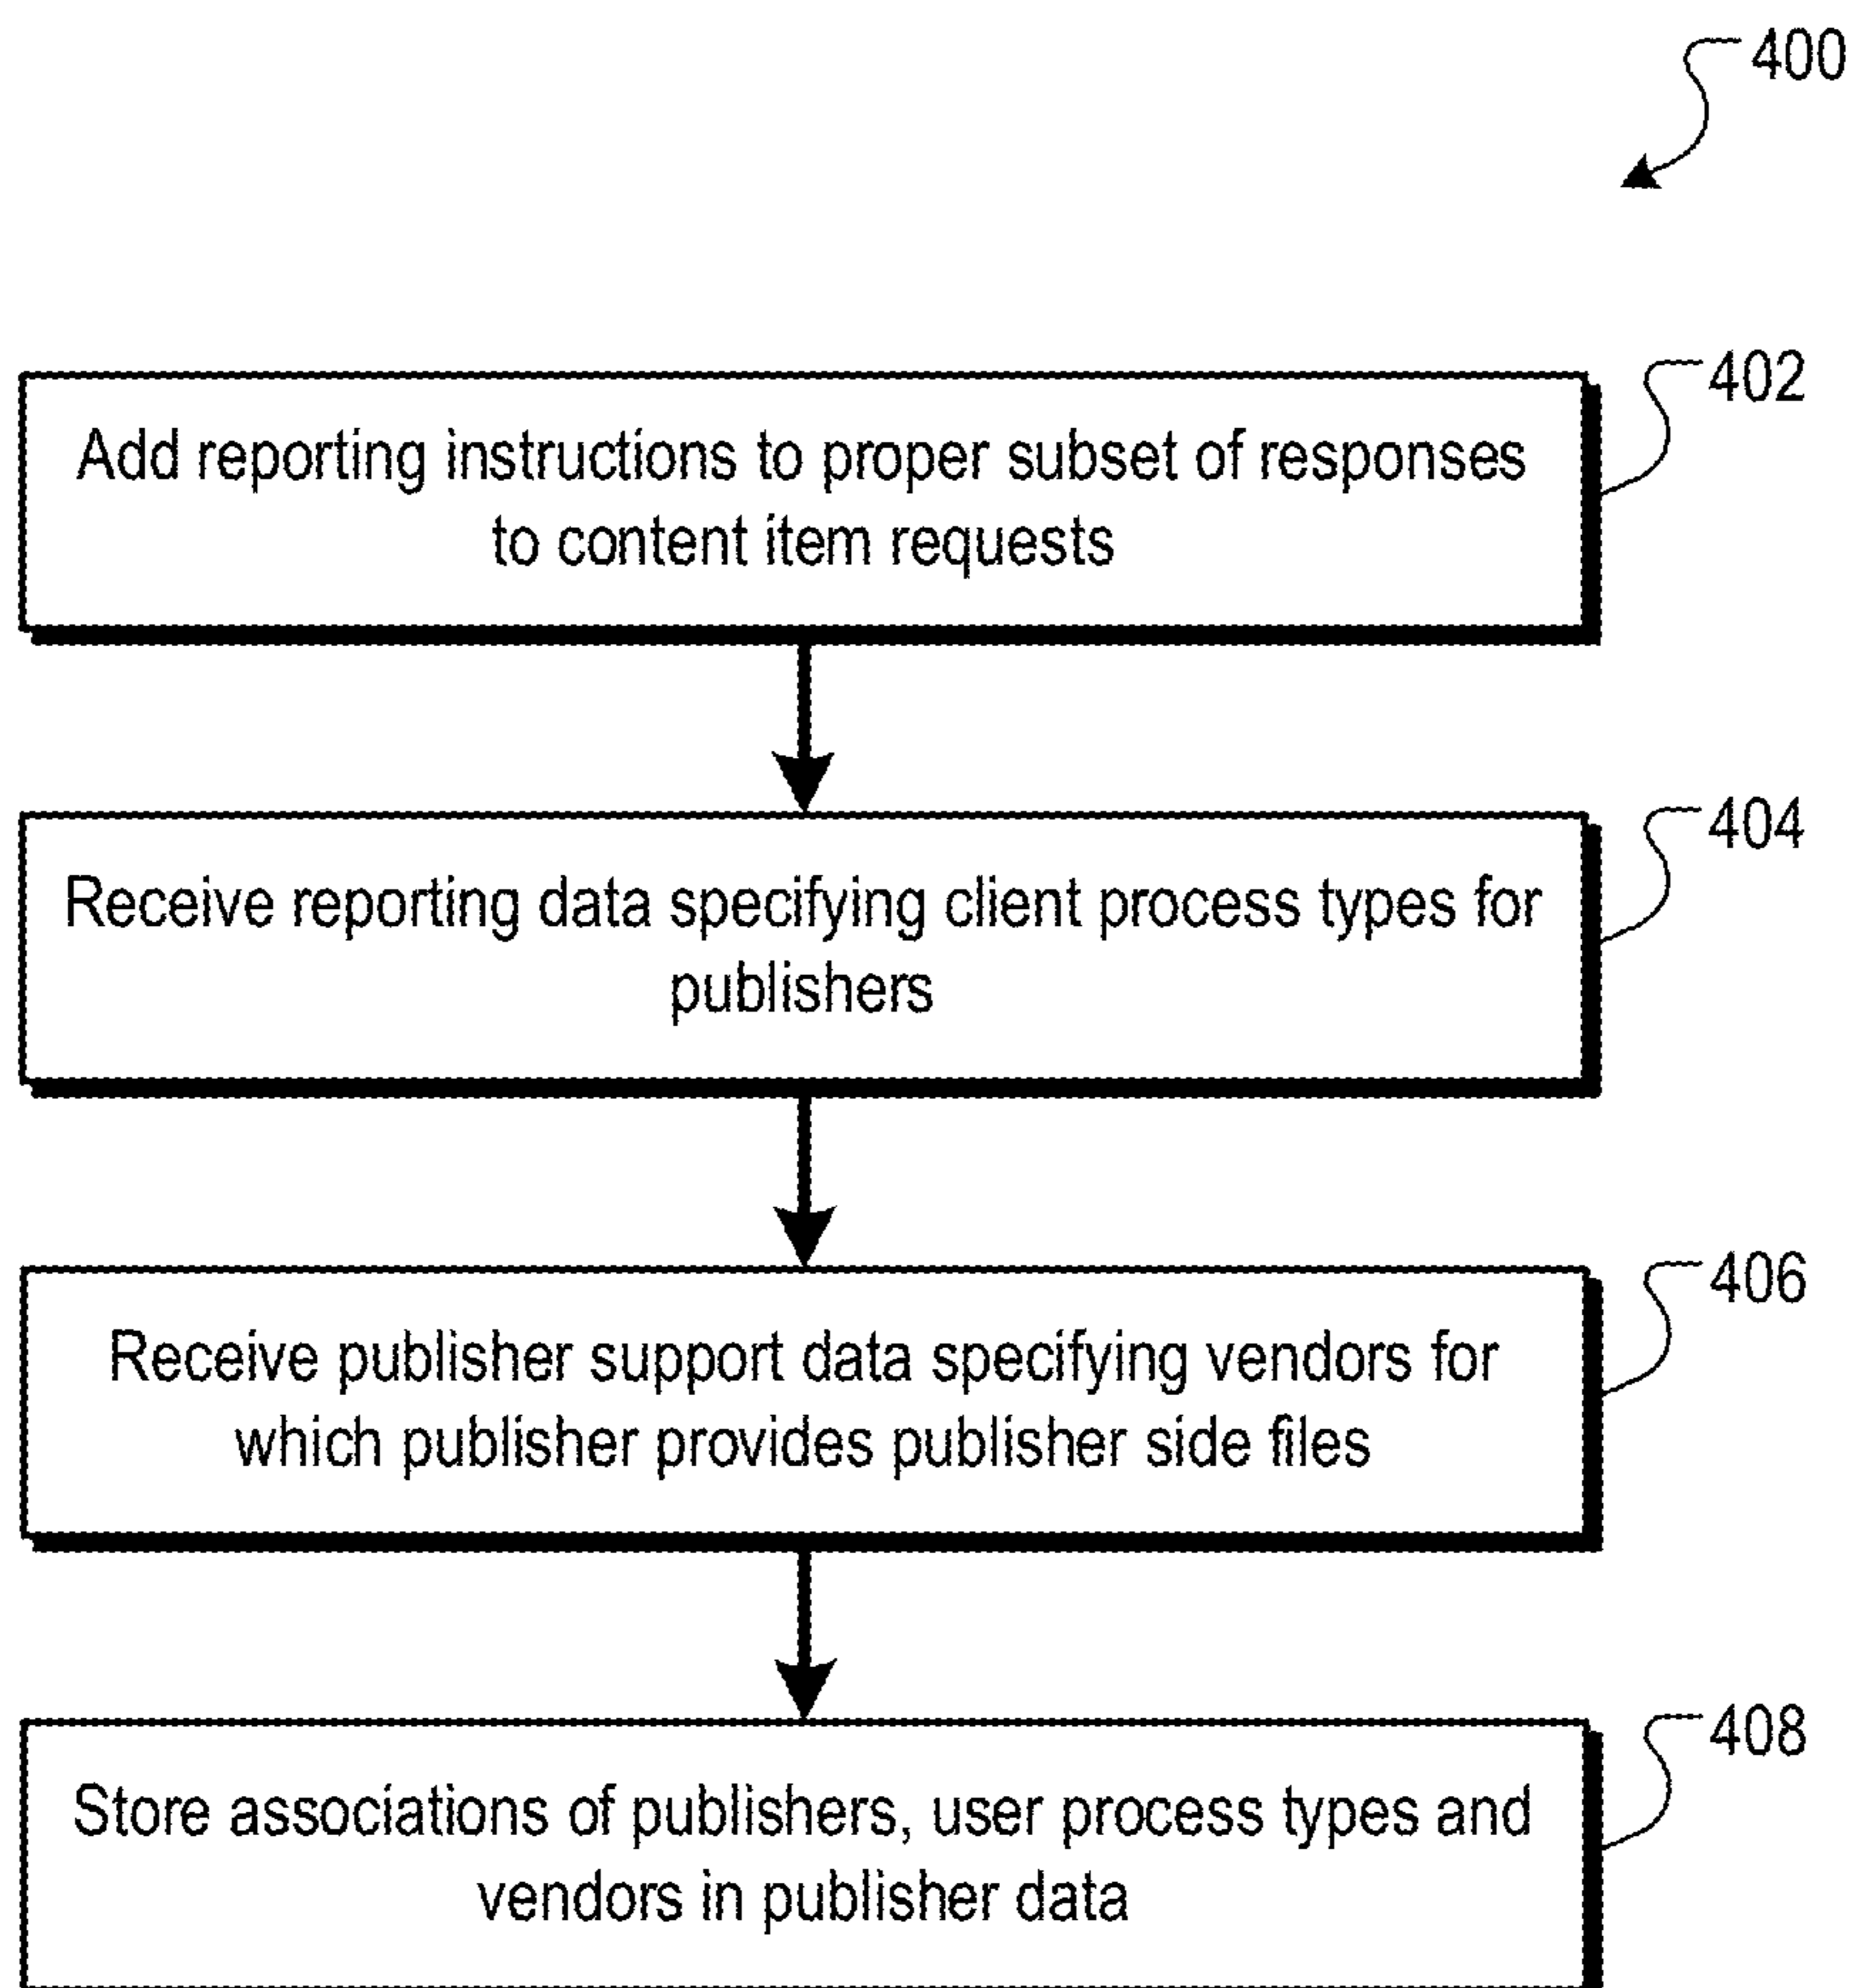 400
402
Add reporting instructions to proper subset of responses
to content item requests
404
Receive reporting data specifying client process types for
publishers
406
Receive publisher support data specifying vendors for
which publisher provides publisher side files
408
Store associations of publishers, user process types and
vendors in publisher data